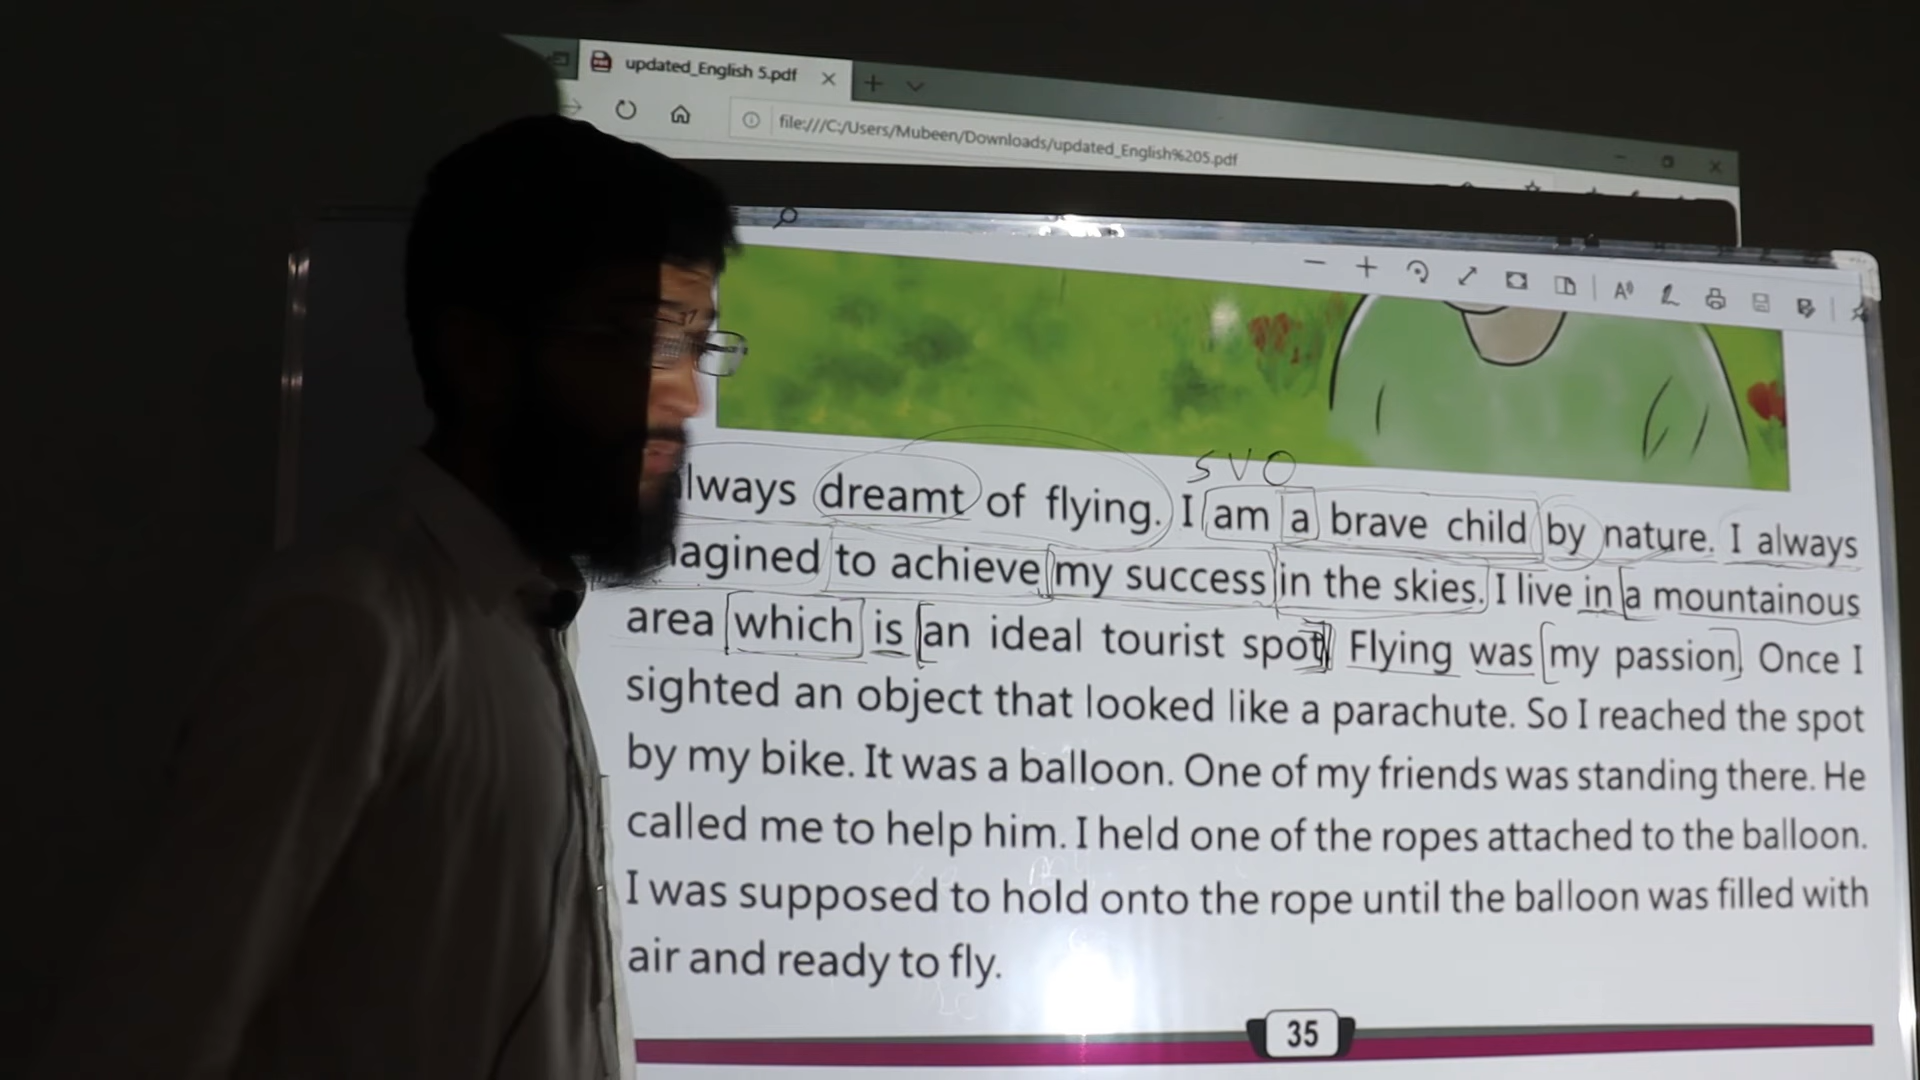 updated_English 5.pdf
file:///C:/Users/Mubeen/Downloads/updated_English%205.pdf
S V O
lways dreamt of flying. I am a brave child by nature. I always
agined to achieve my success in the skies. I live in a mountainous
area which is an ideal tourist spot. Flying was my passion. Once I
sighted an object that looked like a parachute. So I reached the spot
by my bike. It was a balloon. One of my friends was standing there. He
called me to help him. I held one of the ropes attached to the balloon.
I was supposed to hold onto the rope until the balloon was filled with
air and ready to fly.
35